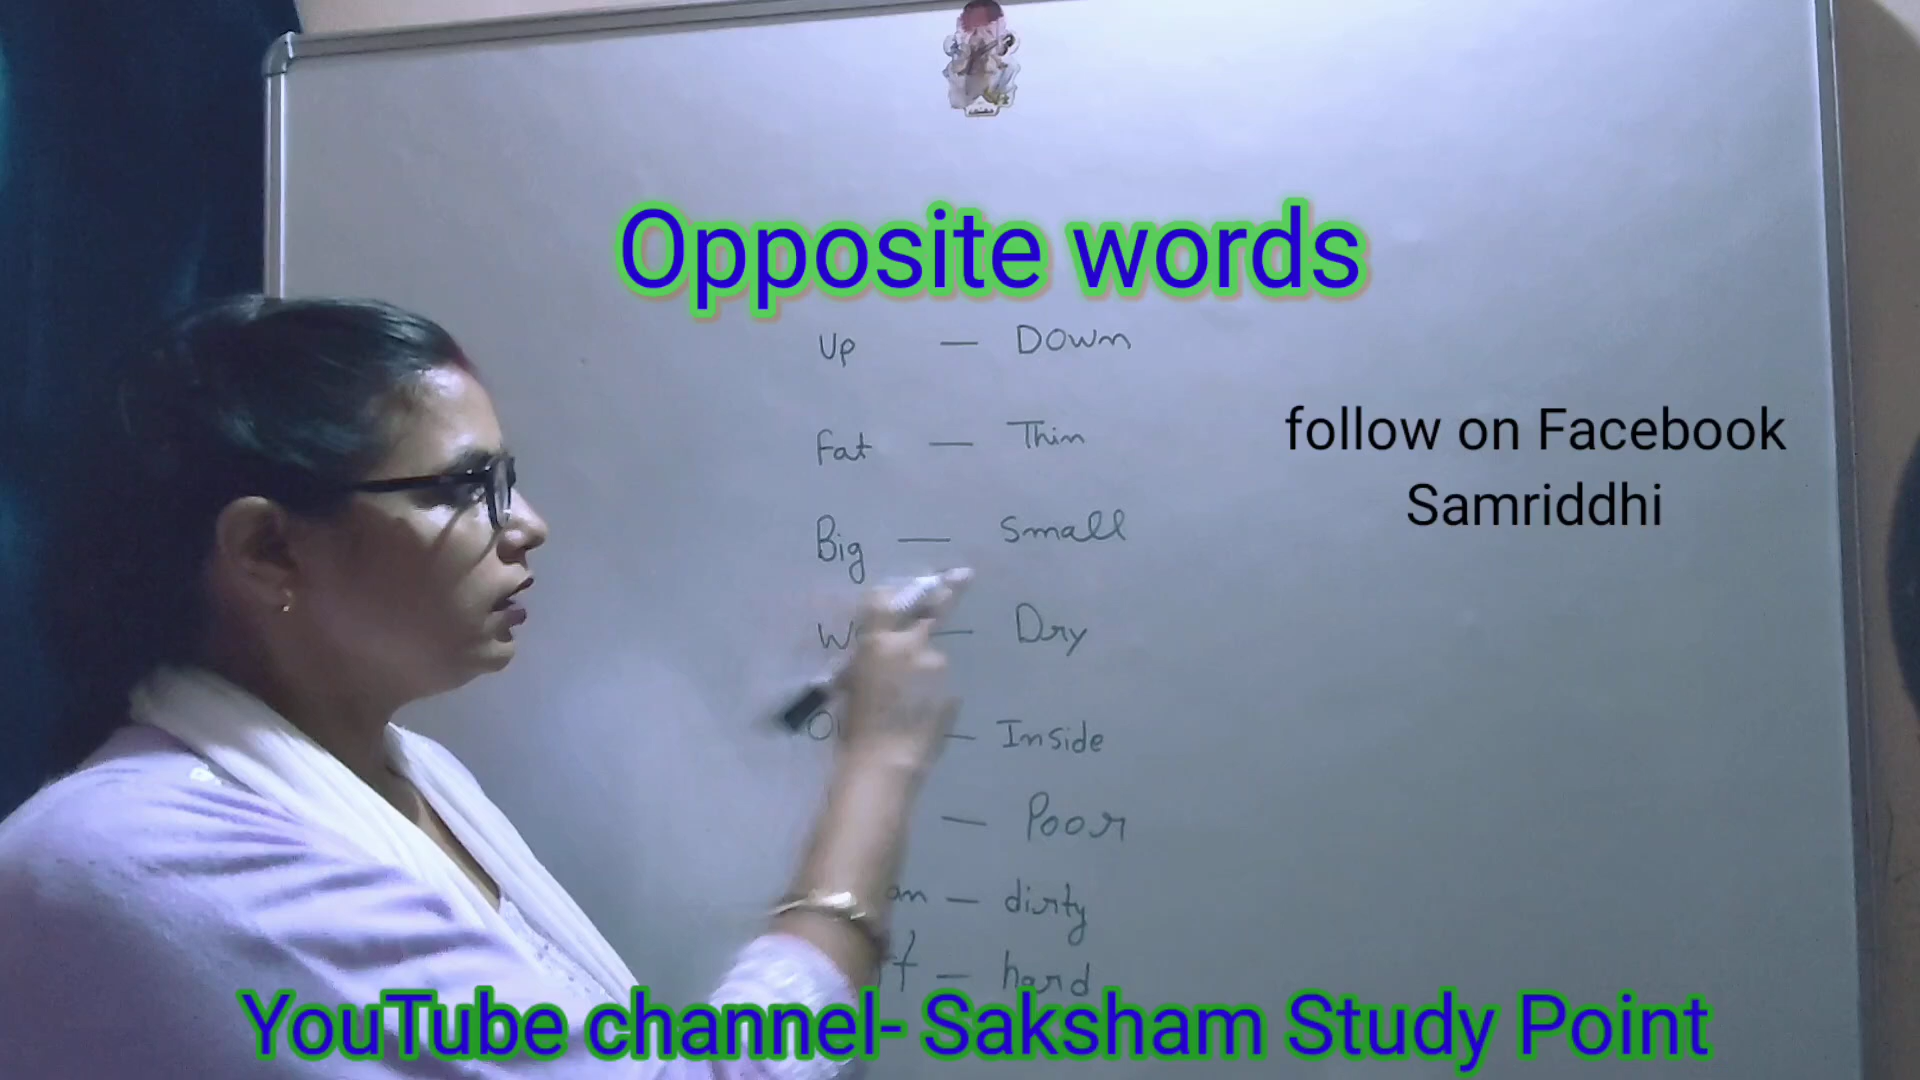 Opposite words
Up — Down
Fat — Thin
Big — Small
— Dry
— Inside
— Poor
— dirty
— hard
follow on Facebook
Samriddhi
YouTube channel- Saksham Study Point